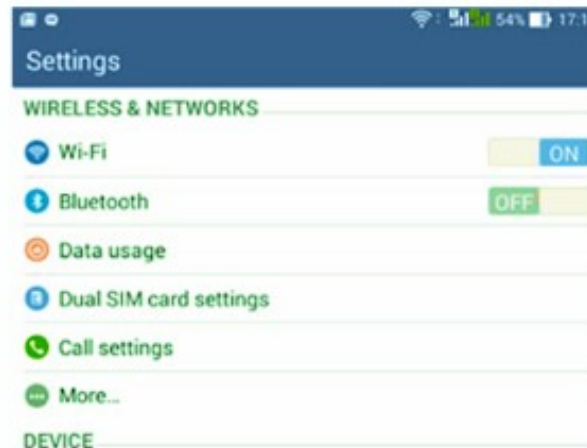 54% 17:1
Settings
WIRELESS & NETWORKS
Wi-Fi ON
Bluetooth OFF
Data usage
Dual SIM card settings
Call settings
More...
DEVICE